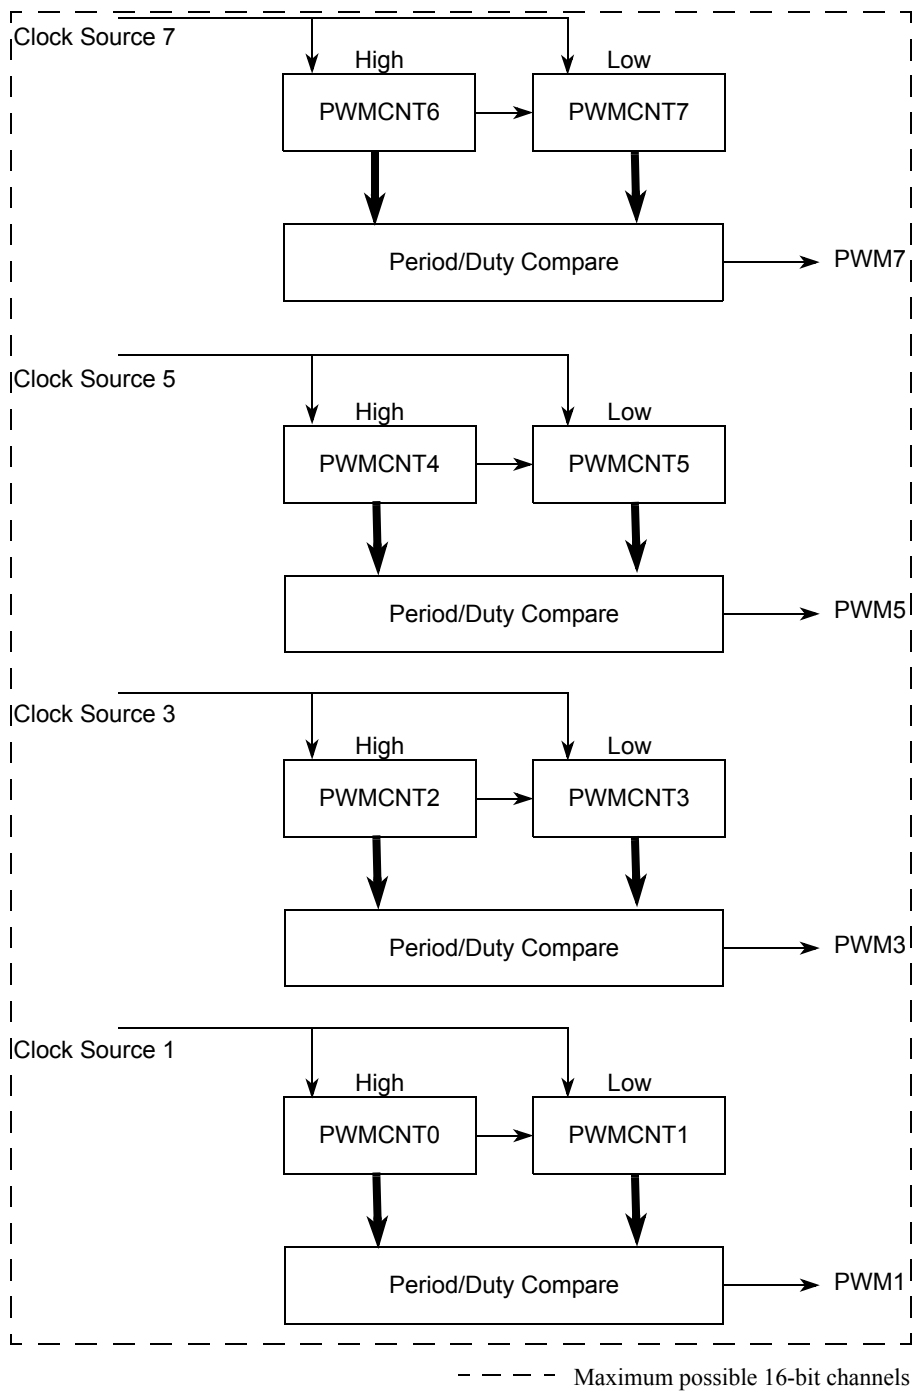 Clock Source 7
High
Low
PWMCNT6
PWMCNT7
Period/Duty Compare
PWM7
Clock Source 5
High
Low
PWMCNT4
PWMCNT5
Period/Duty Compare
PWM5
Clock Source 3
High
Low
PWMCNT2
PWMCNT3
Period/Duty Compare
PWM3
Clock Source 1
High
Low
PWMCNT0
PWMCNT1
Period/Duty Compare
PWM1
Maximum possible 16-bit channels